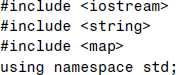 #include <iostream>
#include <string>
#include <map>
using namespace std;